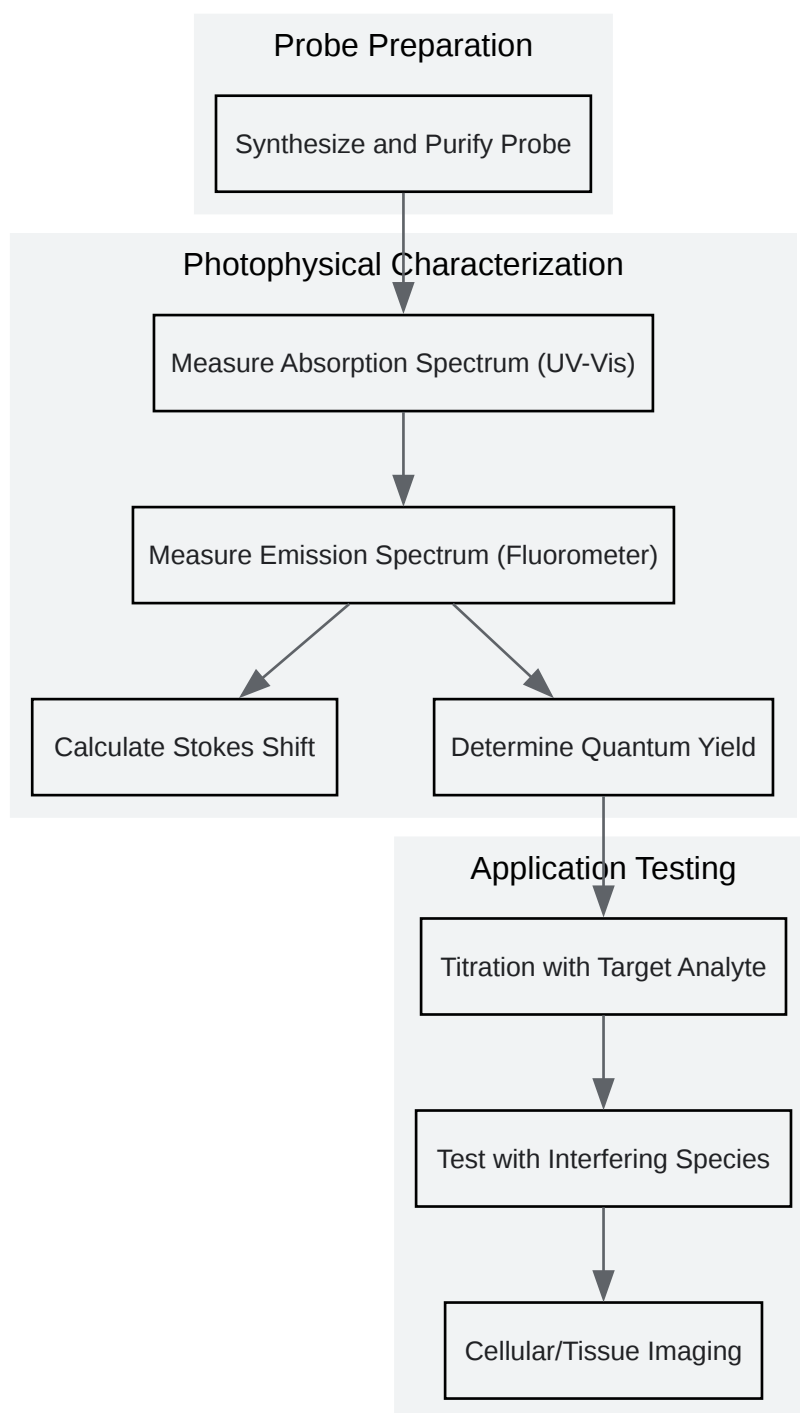 Probe Preparation
Synthesize and Purify Probe
Photophysical Characterization
Measure Absorption Spectrum (UV-Vis)
Measure Emission Spectrum (Fluorometer)
Calculate Stokes Shift
Determine Quantum Yield
Application Testing
Titration with Target Analyte
Test with Interfering Species
Cellular/Tissue Imaging